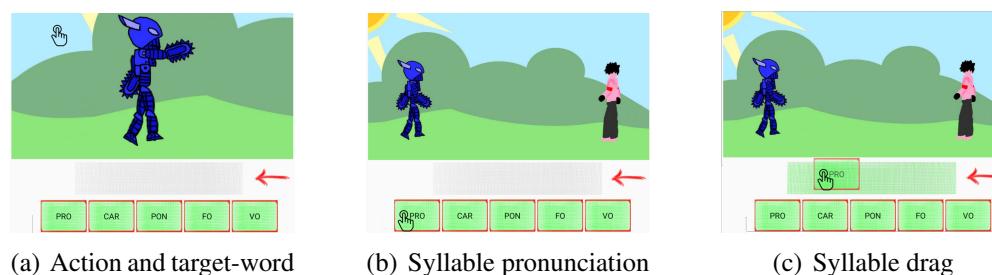 PRO CAR PON FO VO
(a) Action and target-word
PRO CAR PON FO VO
(b) Syllable pronunciation
PRO
PRO CAR PON FO VO
(c) Syllable drag